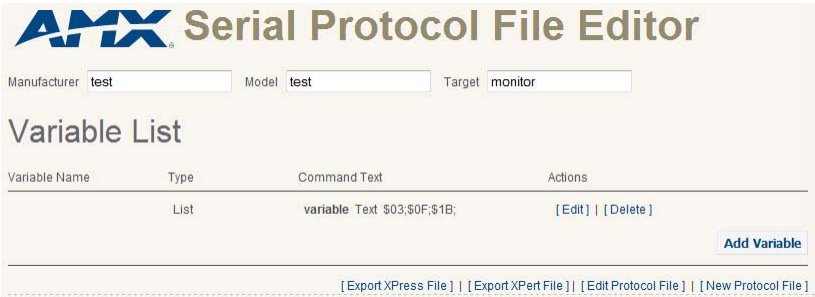 AMX® Serial Protocol File Editor
Manufacturer test Model test Target monitor
Variable List
Variable Name Type Command Text Actions
List variable Text $03;$0F;$1B; [ Edit ] | [ Delete ]
Add Variable
[ Export XPress File ] | [ Export XPert File ] | [ Edit Protocol File ] | [ New Protocol File ]